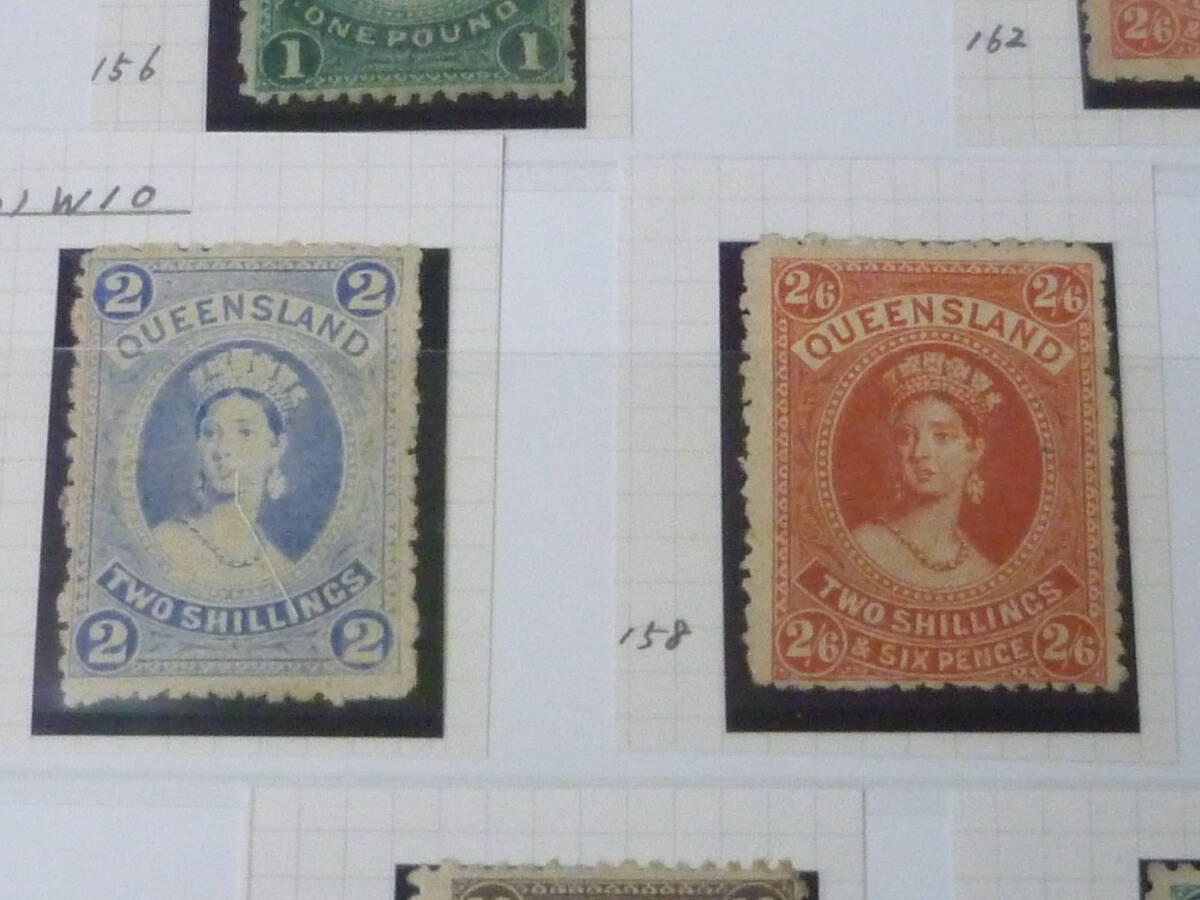 ONE POUND
1 1
156
162
2/6
W10
2 2
QUEENSLAND
TWO SHILLINGS
2 2
2/6 2/6
QUEENSLAND
TWO SHILLINGS
2/6 & SIX PENCE 2/6
158